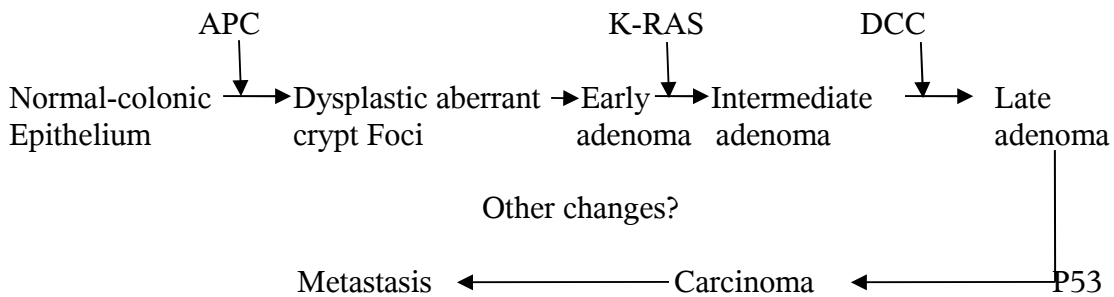 APC K-RAS DCC
Normal-colonic Dysplastic aberrant Early Intermediate Late
Epithelium crypt Foci adenoma adenoma adenoma
Other changes?
Metastasis Carcinoma P53